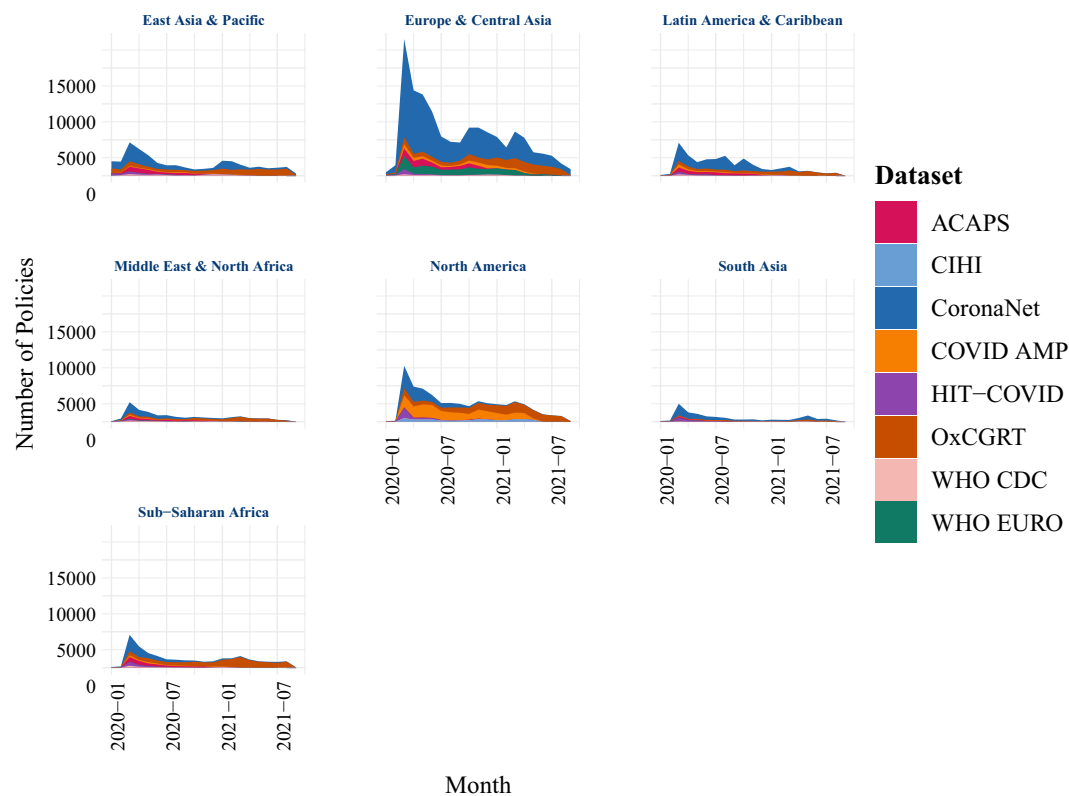 East Asia & Pacific
Europe & Central Asia
Latin America & Caribbean
15000
10000
5000
0
Middle East & North Africa
North America
South Asia
15000
10000
5000
0
2020−01
2020−07
2021−01
2021−07
2020−01
2020−07
2021−01
2021−07
Sub−Saharan Africa
15000
10000
5000
0
2020−01
2020−07
2021−01
2021−07
Number of Policies
Month
Dataset
ACAPS
CIHI
CoronaNet
COVID AMP
HIT−COVID
OxCGRT
WHO CDC
WHO EURO